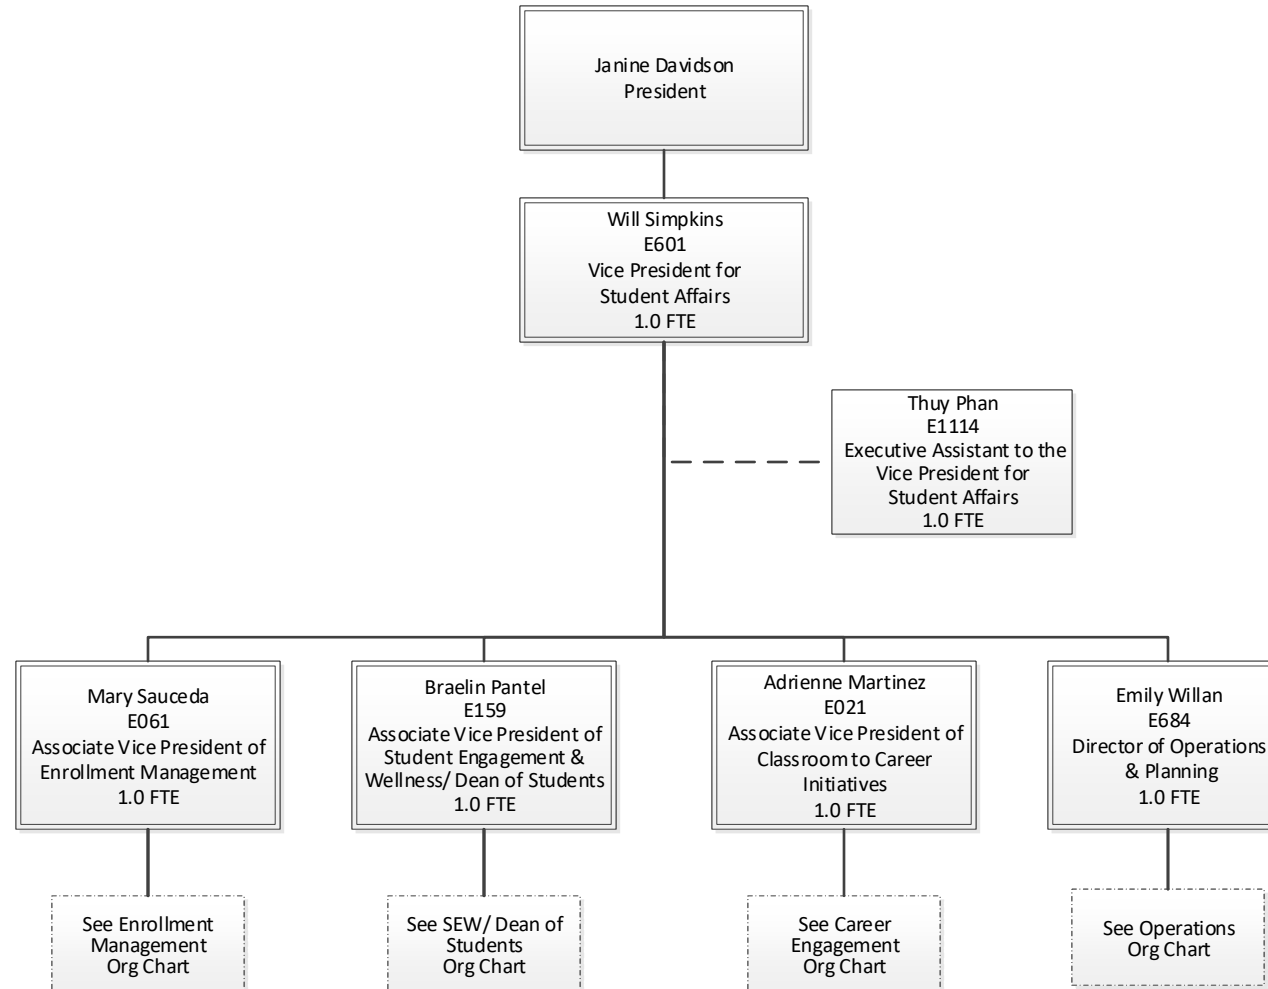 Janine Davidson
President
Will Simpkins
E601
Vice President for
Student Affairs
1.0 FTE
Thuy Phan
E1114
Executive Assistant to the
Vice President for
Student Affairs
1.0 FTE
Mary Sauceda
E061
Associate Vice President of
Enrollment Management
1.0 FTE
Braelin Pantel
E159
Associate Vice President of
Student Engagement &
Wellness/ Dean of Students
1.0 FTE
Adrienne Martinez
E021
Associate Vice President of
Classroom to Career
Initiatives
1.0 FTE
Emily Willan
E684
Director of Operations
& Planning
1.0 FTE
See Enrollment
Management
Org Chart
See SEW/ Dean of
Students
Org Chart
See Career
Engagement
Org Chart
See Operations
Org Chart